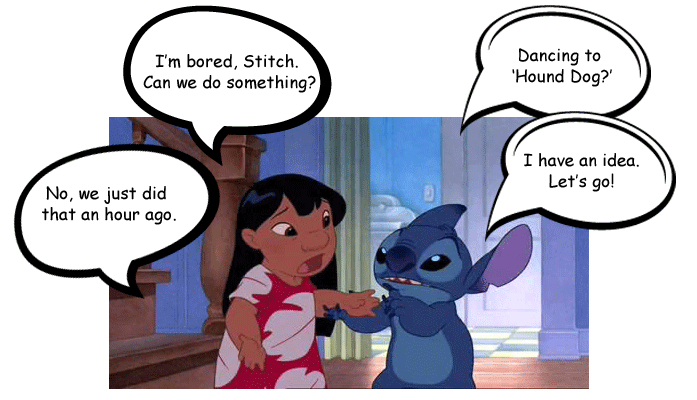 I'm bored, Stitch.
Can we do something?
Dancing to
'Hound Dog?'
No, we just did
that an hour ago.
I have an idea.
Let's go!